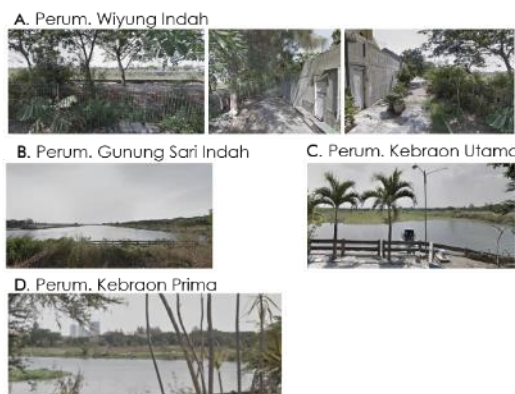 A. Perum. Wiyung Indah
B. Perum. Gunung Sari Indah
C. Perum. Kebraon Utama
D. Perum. Kebraon Prima